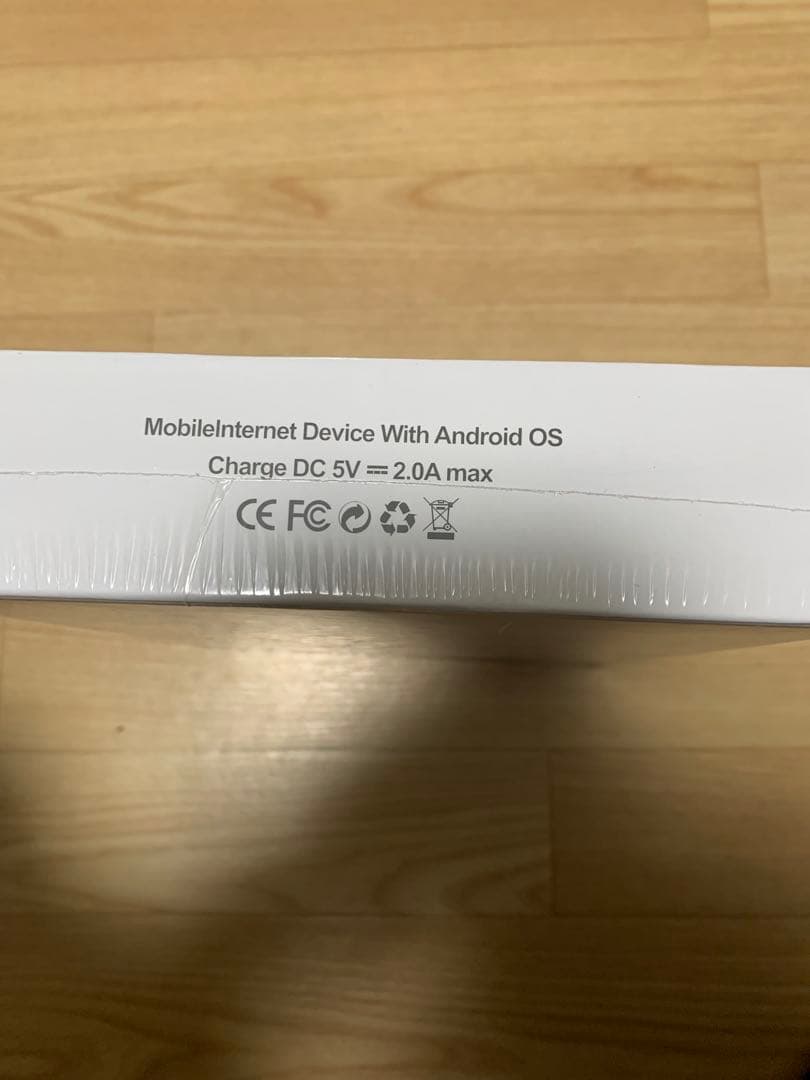 MobileInternet Device With Android OS
Charge DC 5V ⎓ 2.0A max
CE FC